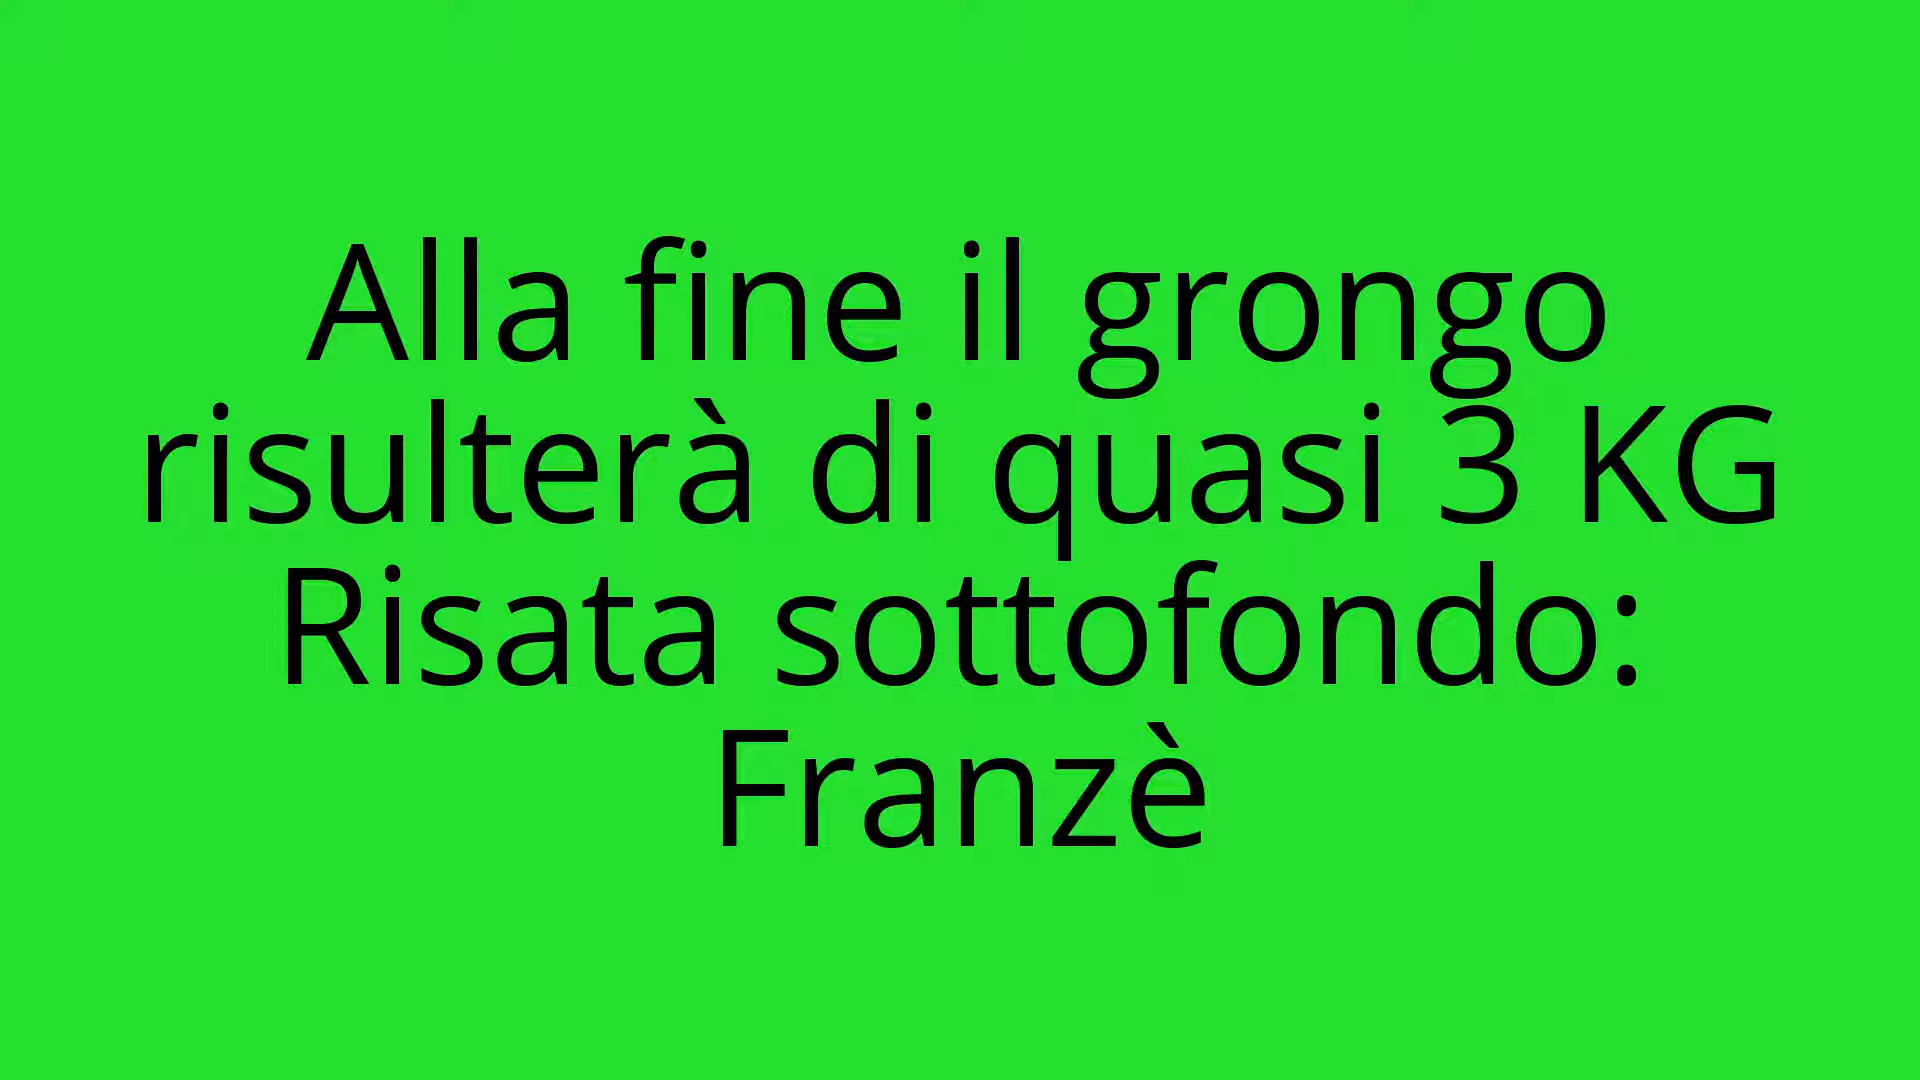 Alla fine il grongo
risulterà di quasi 3 KG
Risata sottofondo:
Franzè